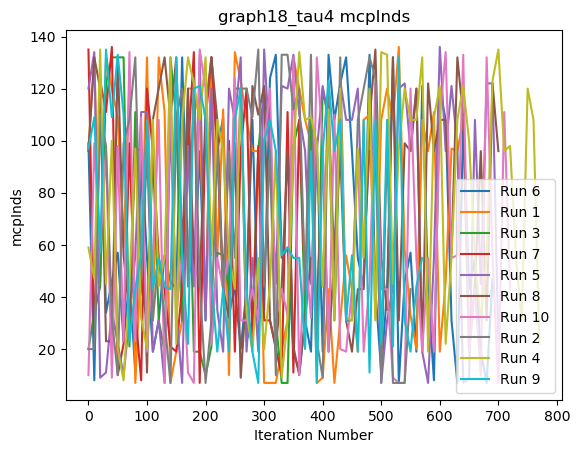 graph18_tau4 mcpInds
mcpInds
140
120
100
80
60
40
20
0 100 200 300 400 500 600 700 800
Iteration Number
Run 6
Run 1
Run 3
Run 7
Run 5
Run 8
Run 10
Run 2
Run 4
Run 9